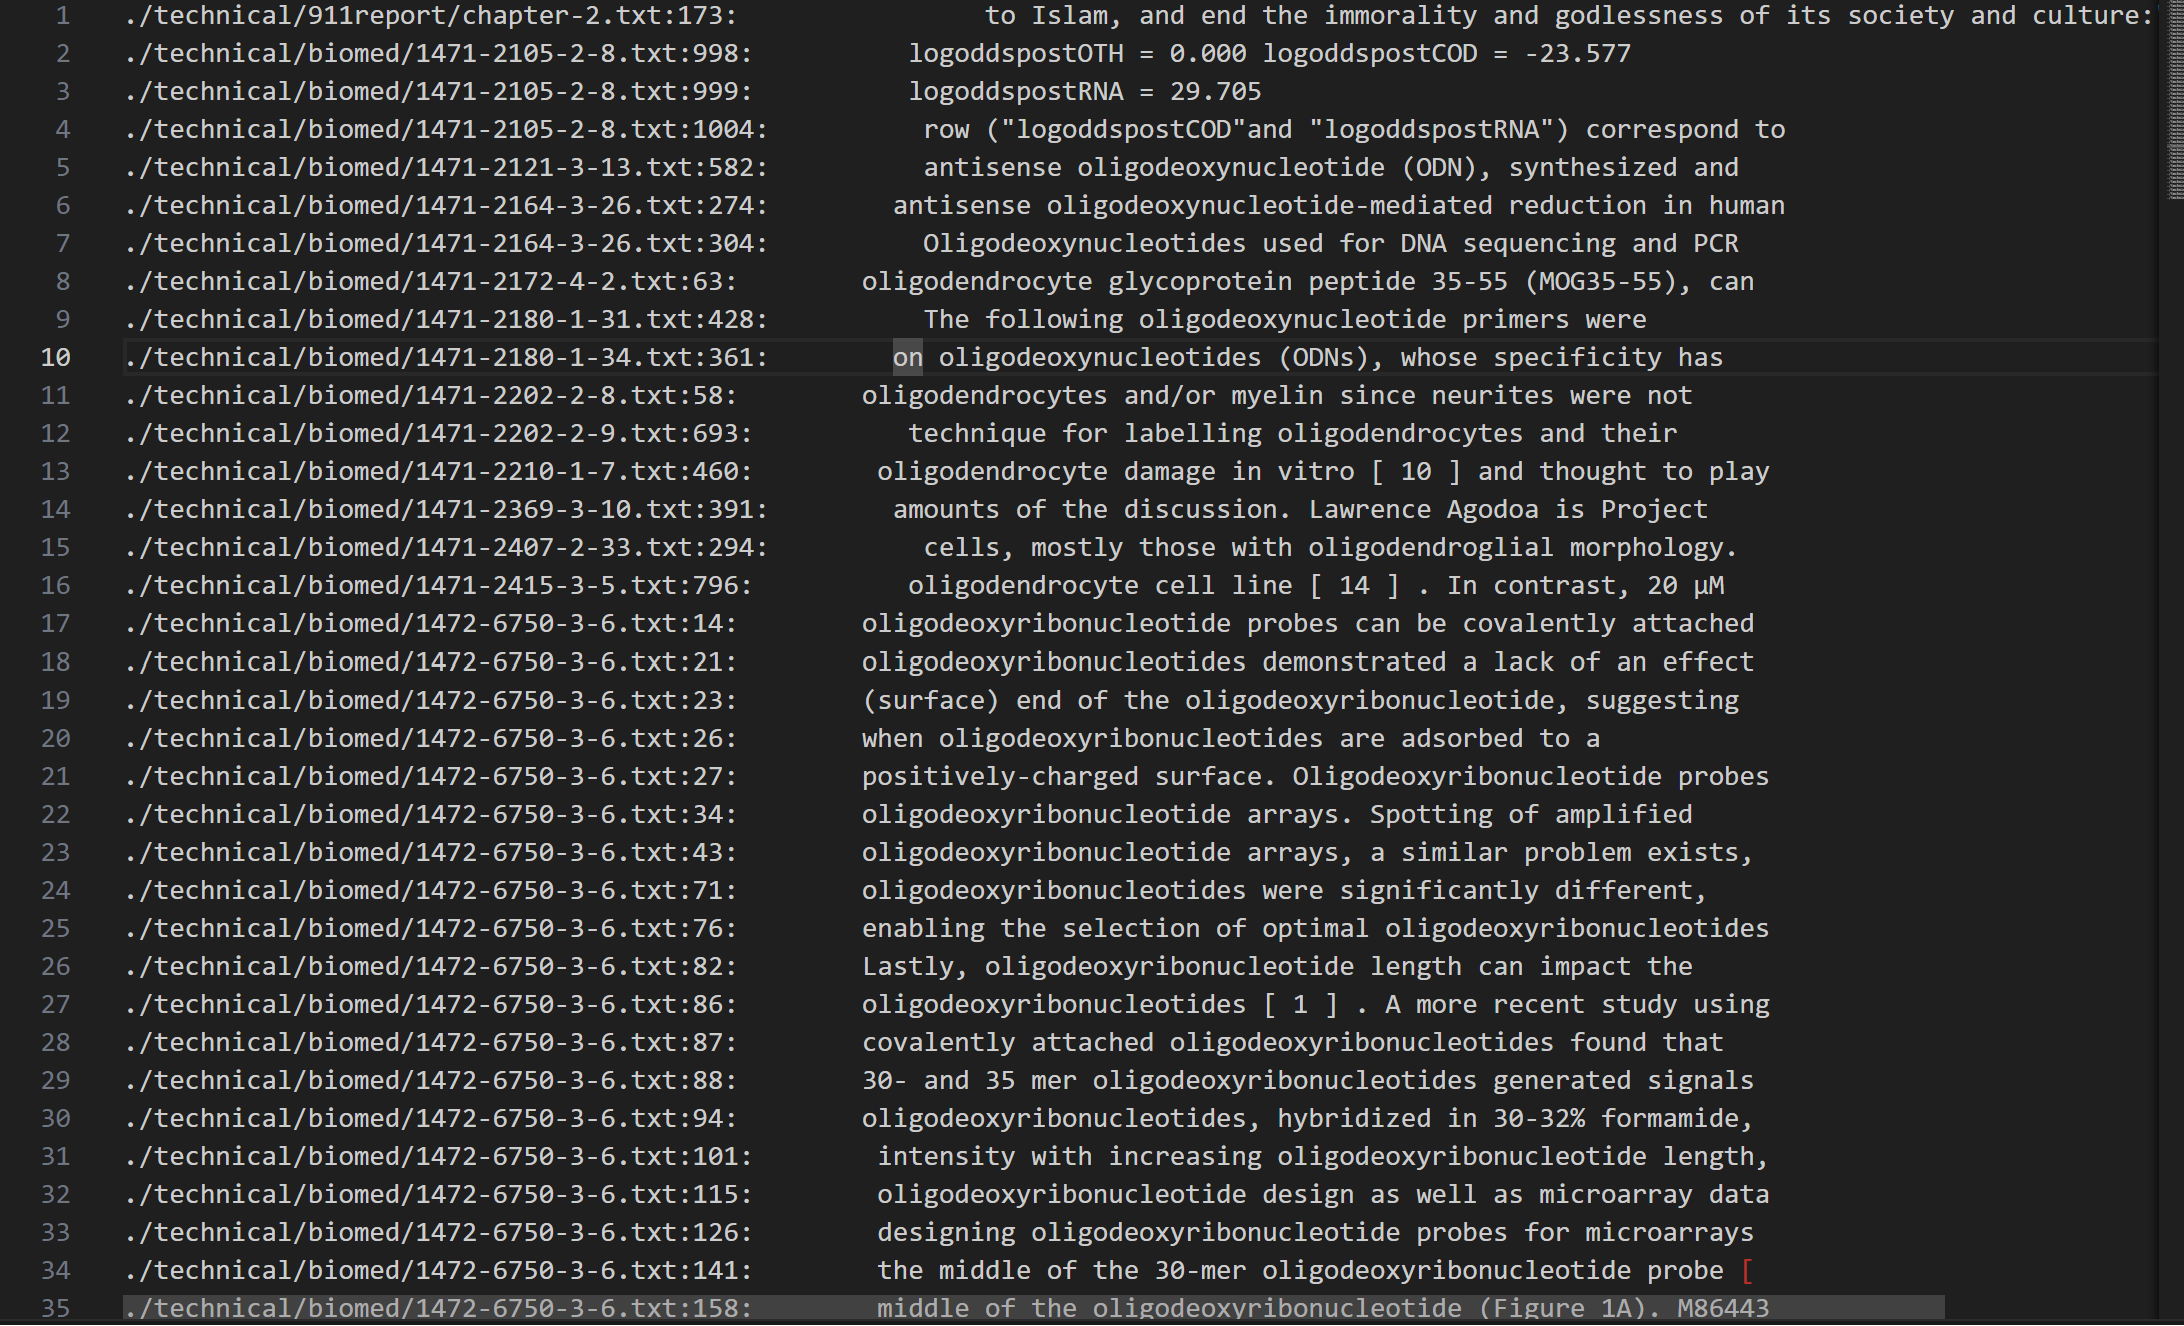 1 ./technical/911report/chapter-2.txt:173: to Islam, and end the immorality and godlessness of its society and culture:
2 ./technical/biomed/1471-2105-2-8.txt:998: logoddspostOTH = 0.000 logoddspostCOD = -23.577
3 ./technical/biomed/1471-2105-2-8.txt:999: logoddspostRNA = 29.705
4 ./technical/biomed/1471-2105-2-8.txt:1004: row ("logoddspostCOD"and "logoddspostRNA") correspond to
5 ./technical/biomed/1471-2121-3-13.txt:582: antisense oligodeoxynucleotide (ODN), synthesized and
6 ./technical/biomed/1471-2164-3-26.txt:274: antisense oligodeoxynucleotide-mediated reduction in human
7 ./technical/biomed/1471-2164-3-26.txt:304: Oligodeoxynucleotides used for DNA sequencing and PCR
8 ./technical/biomed/1471-2172-4-2.txt:63: oligodendrocyte glycoprotein peptide 35-55 (MOG35-55), can
9 ./technical/biomed/1471-2180-1-31.txt:428: The following oligodeoxynucleotide primers were
10 ./technical/biomed/1471-2180-1-34.txt:361: on oligodeoxynucleotides (ODNs), whose specificity has
11 ./technical/biomed/1471-2202-2-8.txt:58: oligodendrocytes and/or myelin since neurites were not
12 ./technical/biomed/1471-2202-2-9.txt:693: technique for labelling oligodendrocytes and their
13 ./technical/biomed/1471-2210-1-7.txt:460: oligodendrocyte damage in vitro [ 10 ] and thought to play
14 ./technical/biomed/1471-2369-3-10.txt:391: amounts of the discussion. Lawrence Agodoa is Project
15 ./technical/biomed/1471-2407-2-33.txt:294: cells, mostly those with oligodendroglial morphology.
16 ./technical/biomed/1471-2415-3-5.txt:796: oligodendrocyte cell line [ 14 ] . In contrast, 20 μM
17 ./technical/biomed/1472-6750-3-6.txt:14: oligodeoxyribonucleotide probes can be covalently attached
18 ./technical/biomed/1472-6750-3-6.txt:21: oligodeoxyribonucleotides demonstrated a lack of an effect
19 ./technical/biomed/1472-6750-3-6.txt:23: (surface) end of the oligodeoxyribonucleotide, suggesting
20 ./technical/biomed/1472-6750-3-6.txt:26: when oligodeoxyribonucleotides are adsorbed to a
21 ./technical/biomed/1472-6750-3-6.txt:27: positively-charged surface. Oligodeoxyribonucleotide probes
22 ./technical/biomed/1472-6750-3-6.txt:34: oligodeoxyribonucleotide arrays. Spotting of amplified
23 ./technical/biomed/1472-6750-3-6.txt:43: oligodeoxyribonucleotide arrays, a similar problem exists,
24 ./technical/biomed/1472-6750-3-6.txt:71: oligodeoxyribonucleotides were significantly different,
25 ./technical/biomed/1472-6750-3-6.txt:76: enabling the selection of optimal oligodeoxyribonucleotides
26 ./technical/biomed/1472-6750-3-6.txt:82: Lastly, oligodeoxyribonucleotide length can impact the
27 ./technical/biomed/1472-6750-3-6.txt:86: oligodeoxyribonucleotides [ 1 ] . A more recent study using
28 ./technical/biomed/1472-6750-3-6.txt:87: covalently attached oligodeoxyribonucleotides found that
29 ./technical/biomed/1472-6750-3-6.txt:88: 30- and 35 mer oligodeoxyribonucleotides generated signals
30 ./technical/biomed/1472-6750-3-6.txt:94: oligodeoxyribonucleotides, hybridized in 30-32% formamide,
31 ./technical/biomed/1472-6750-3-6.txt:101: intensity with increasing oligodeoxyribonucleotide length,
32 ./technical/biomed/1472-6750-3-6.txt:115: oligodeoxyribonucleotide design as well as microarray data
33 ./technical/biomed/1472-6750-3-6.txt:126: designing oligodeoxyribonucleotide probes for microarrays
34 ./technical/biomed/1472-6750-3-6.txt:141: the middle of the 30-mer oligodeoxyribonucleotide probe [
35 ./technical/biomed/1472-6750-3-6.txt:158: middle of the oligodeoxyribonucleotide (Figure 1A). M86443